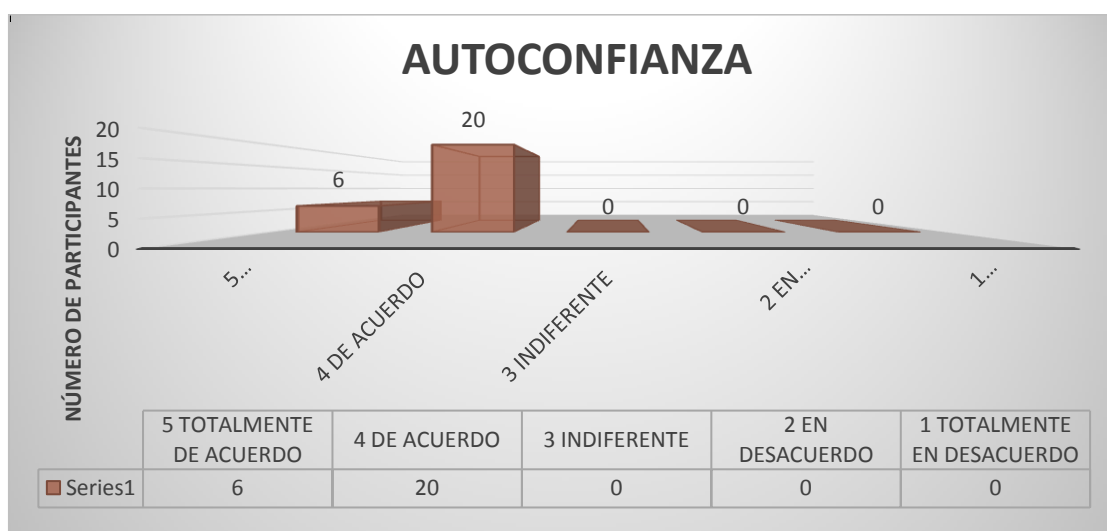 AUTOCONFIANZA
NÚMERO DE PARTICIPANTES
20
15
10
5
0
6
20
0
0
0
5...
4 DE ACUERDO
3 INDIFERENTE
2 EN...
1...
5 TOTALMENTE DE ACUERDO
4 DE ACUERDO
3 INDIFERENTE
2 EN DESACUERDO
1 TOTALMENTE EN DESACUERDO
Series1 6 20 0 0 0